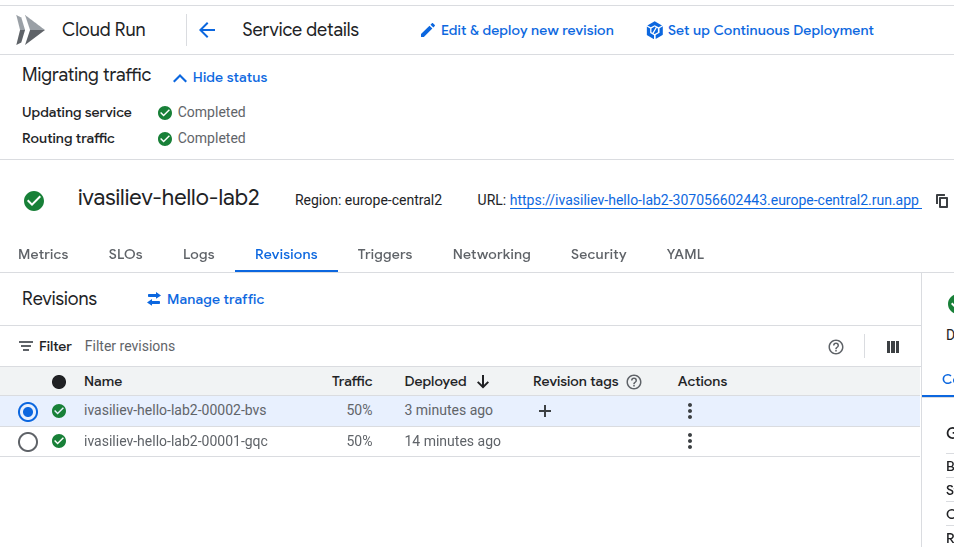 Cloud Run Service details Edit & deploy new revision Set up Continuous Deployment
Migrating traffic Hide status
Updating service Completed
Routing traffic Completed
ivasiliev-hello-lab2 Region: europe-central2 URL: https://ivasiliev-hello-lab2-307056602443.europe-central2.run.app
Metrics SLOs Logs Revisions Triggers Networking Security YAML
Revisions Manage traffic
Filter Filter revisions
Name Traffic Deployed Revision tags Actions
ivasiliev-hello-lab2-00002-bvs 50% 3 minutes ago
ivasiliev-hello-lab2-00001-gqc 50% 14 minutes ago